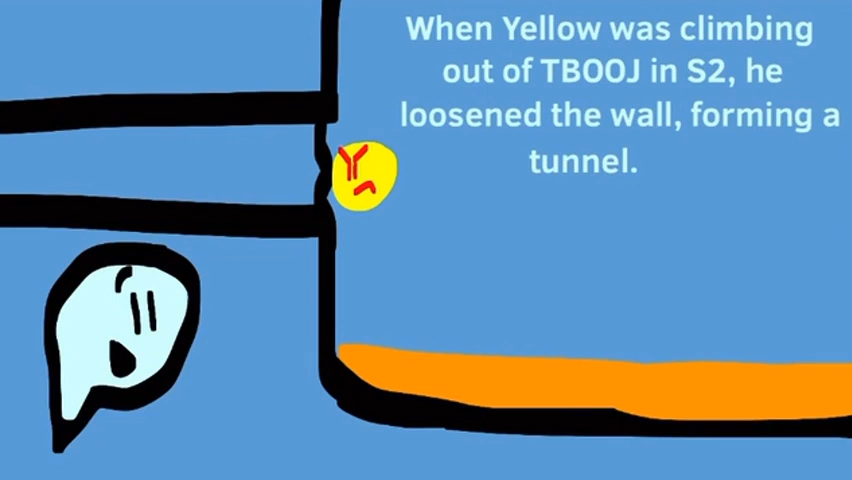 When Yellow was climbing
out of TBOOJ in S2, he
loosened the wall, forming a
tunnel.